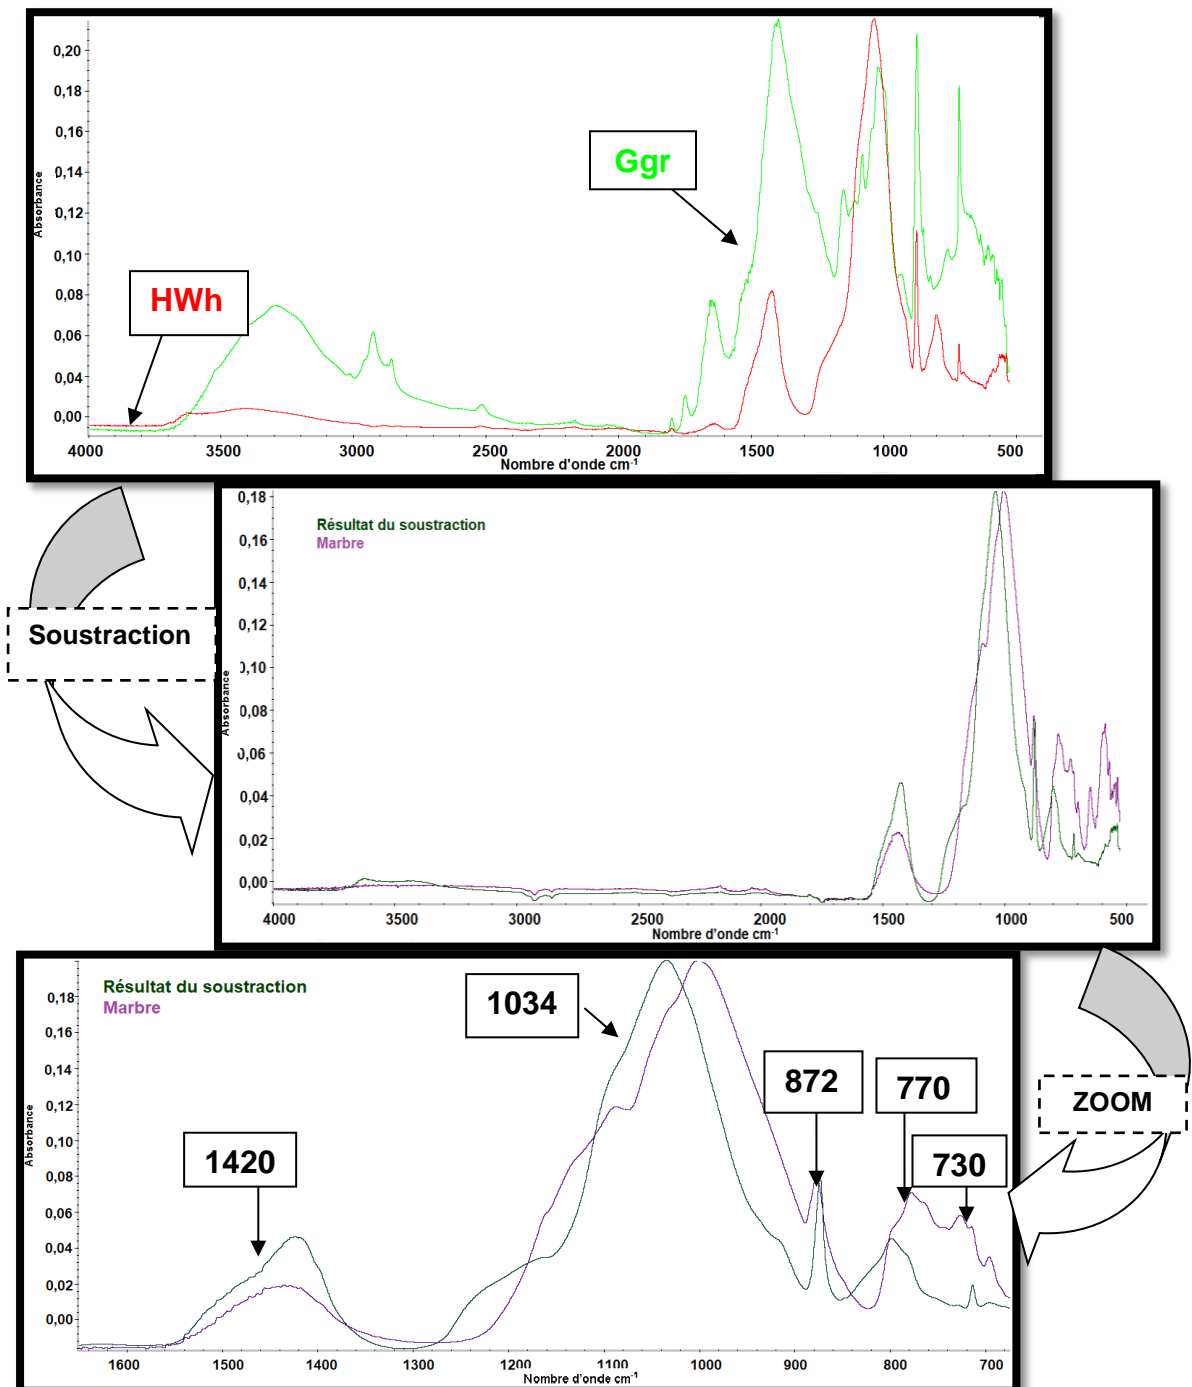 0,20
0,18
0,16
0,14
0,12
0,10
0,08
0,06
0,04
0,00
Absorbance
Ggr
HWh
4000 3500 3000 2500 2000 1500 1000 500
Nombre d'onde cm-1
0,18
0,16
0,14
0,12
0,10
0,08
0,06
0,04
0,02
0,00
Absorbance
Résultat du soustraction
Marbre
4000 3500 3000 2500 2000 1500 1000 500
Nombre d'onde cm-1
Soustraction
0,18
0,16
0,14
0,12
0,10
0,08
0,06
0,04
0,02
0,00
Absorbance
Résultat du soustraction
Marbre
1034
872
770
730
1420
1600 1500 1400 1300 1200 1100 1000 900 800 700
Nombre d'onde cm-1
ZOOM